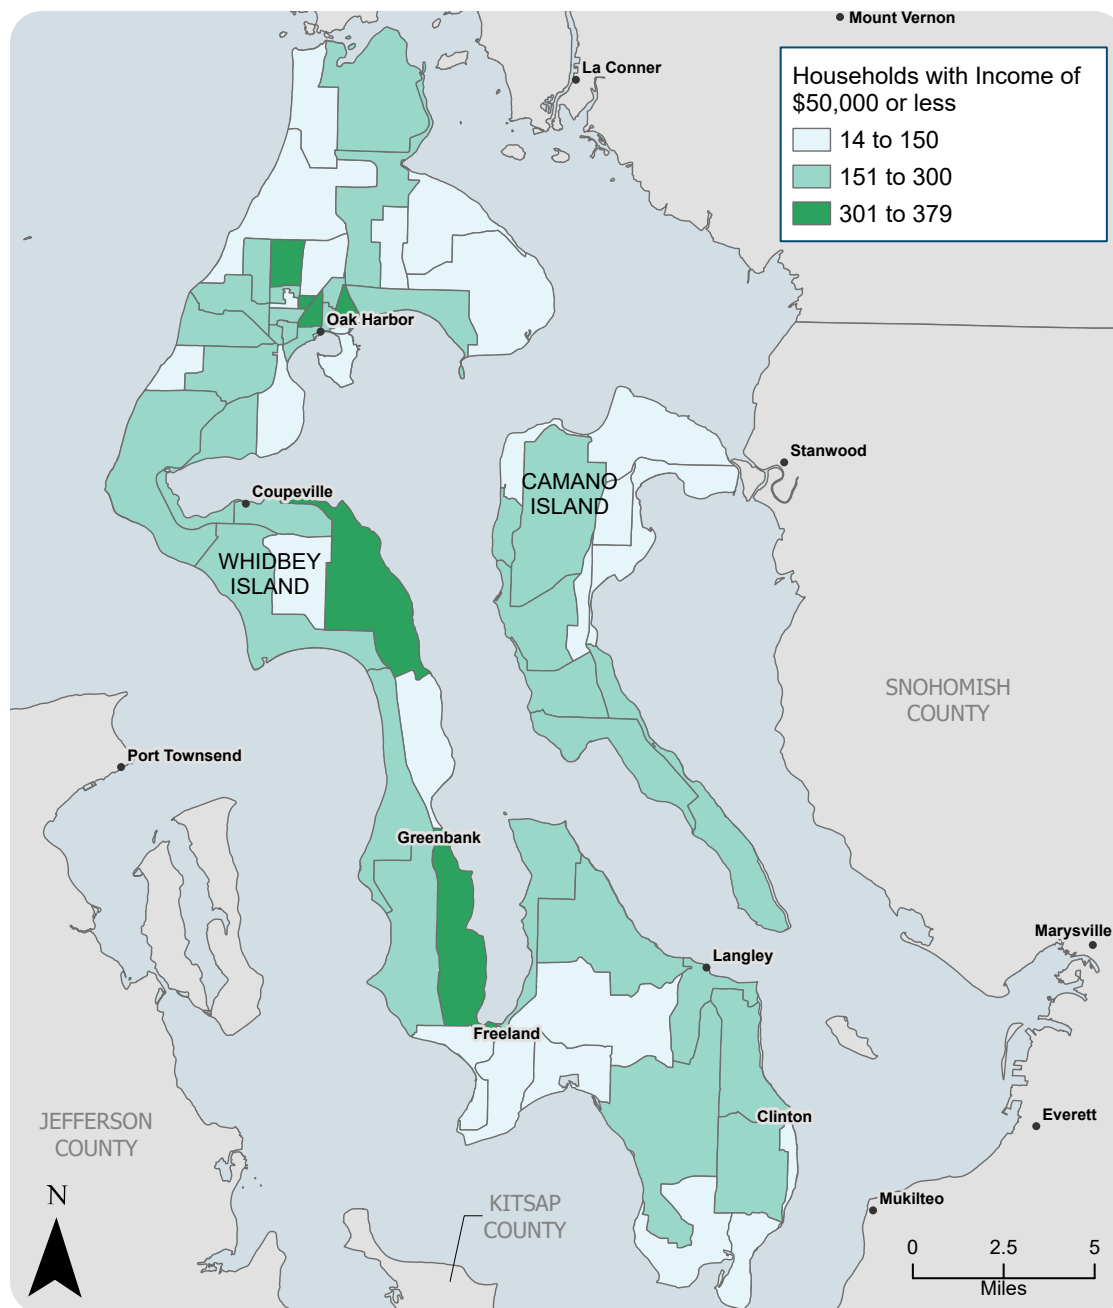 Mount Vernon
La Conner
Households with Income of
$50,000 or less
14 to 150
151 to 300
301 to 379
Oak Harbor
Stanwood
CAMANO
ISLAND
Coupeville
WHIDBEY
ISLAND
SNOHOMISH
COUNTY
Port Townsend
Greenbank
Marysville
Langley
Freeland
JEFFERSON
COUNTY
Clinton
Everett
N
KITSAP
COUNTY
Mukilteo
0 2.5 5
Miles